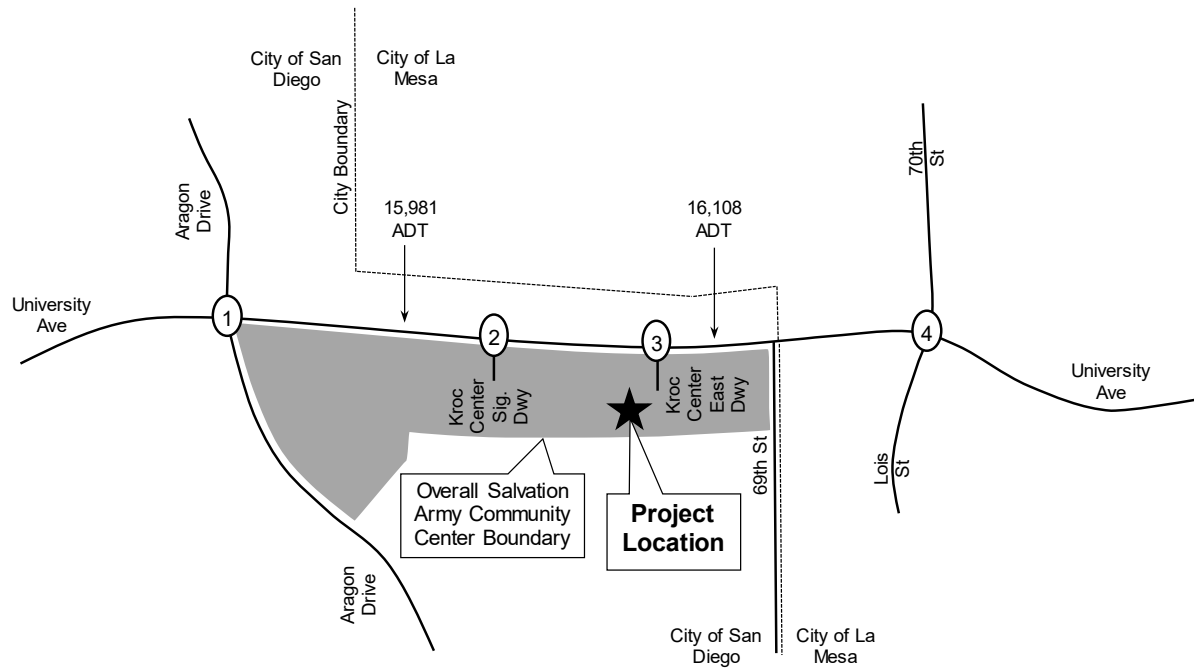 City of San
Diego
City of La
Mesa
City Boundary
70th
St
Aragon
Drive
15,981
ADT
16,108
ADT
University
Ave
1
2
3
4
Kroc
Center
Sig.
Dwy
Kroc
Center
East
Dwy
University
Ave
69th St
Lois
St
Overall Salvation
Army Community
Center Boundary
Project
Location
Aragon
Drive
City of San
Diego
City of La
Mesa